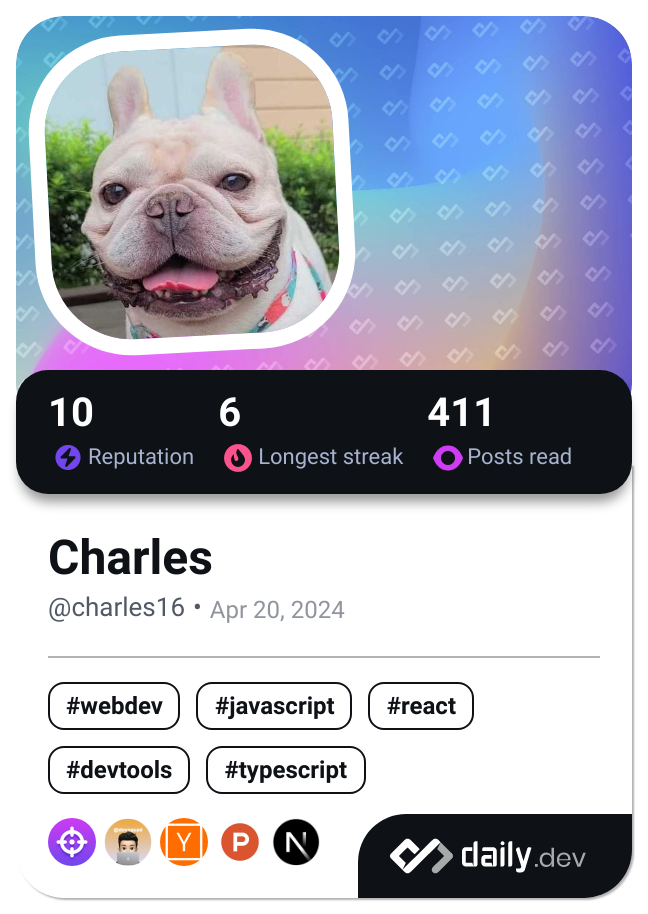 10 6 411
Reputation Longest streak Posts read
Charles
@charles16 • Apr 20, 2024
#webdev #javascript #react
#devtools #typescript
Y P N
daily.dev